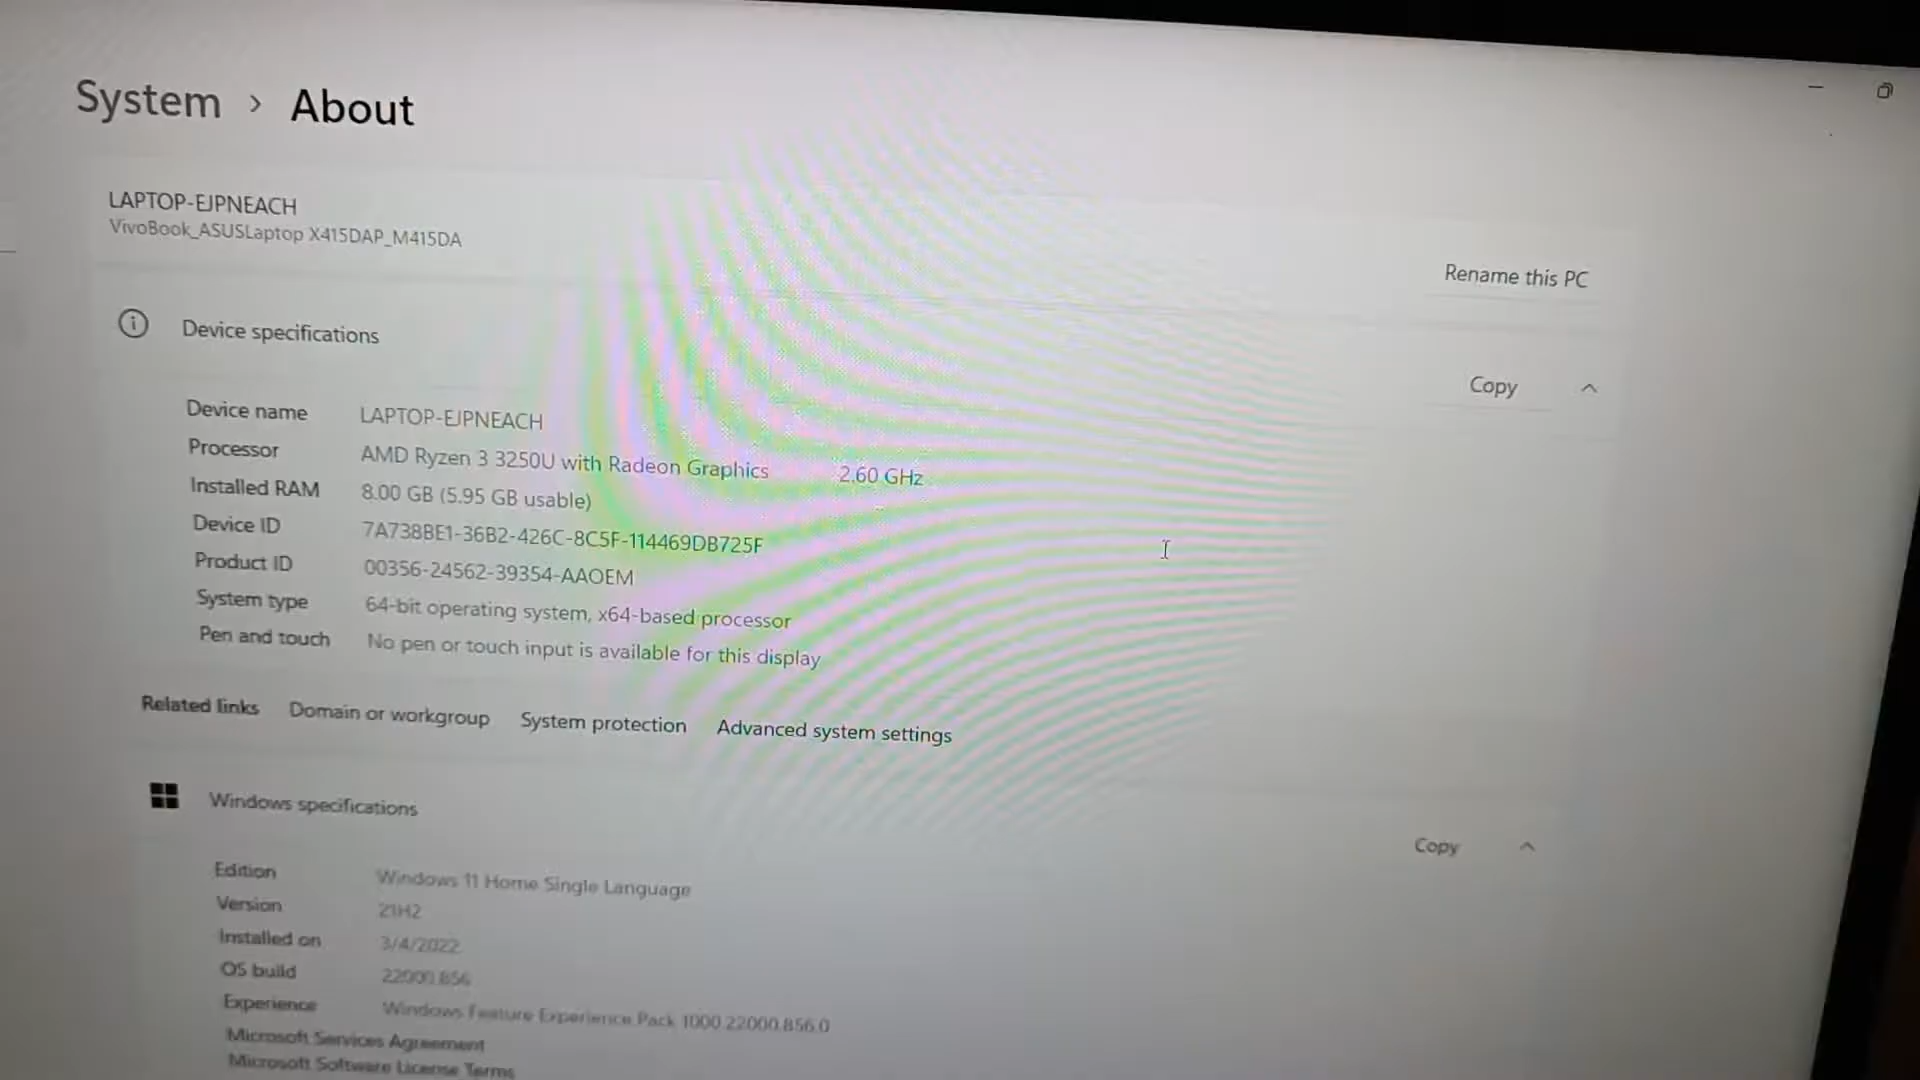 System > About
LAPTOP-EJPNEACH
VivoBook_ASUSLaptop X415DAP_M415DA
Rename this PC
Device specifications
Copy
Device name LAPTOP-EJPNEACH
Processor AMD Ryzen 3 3250U with Radeon Graphics 2.60 GHz
Installed RAM 8.00 GB (5.95 GB usable)
Device ID 7A738BE1-36B2-426C-8C5F-114469DB725F
Product ID 00356-24562-39354-AAOEM
System type 64-bit operating system, x64-based processor
Pen and touch No pen or touch input is available for this display
Related links Domain or workgroup System protection Advanced system settings
Windows specifications
Copy
Edition Windows 11 Home Single Language
Version 21H2
Installed on 3/4/2022
OS build 22000.856
Experience Windows Feature Experience Pack 1000.22000.856.0
Microsoft Services Agreement
Microsoft Software License Terms